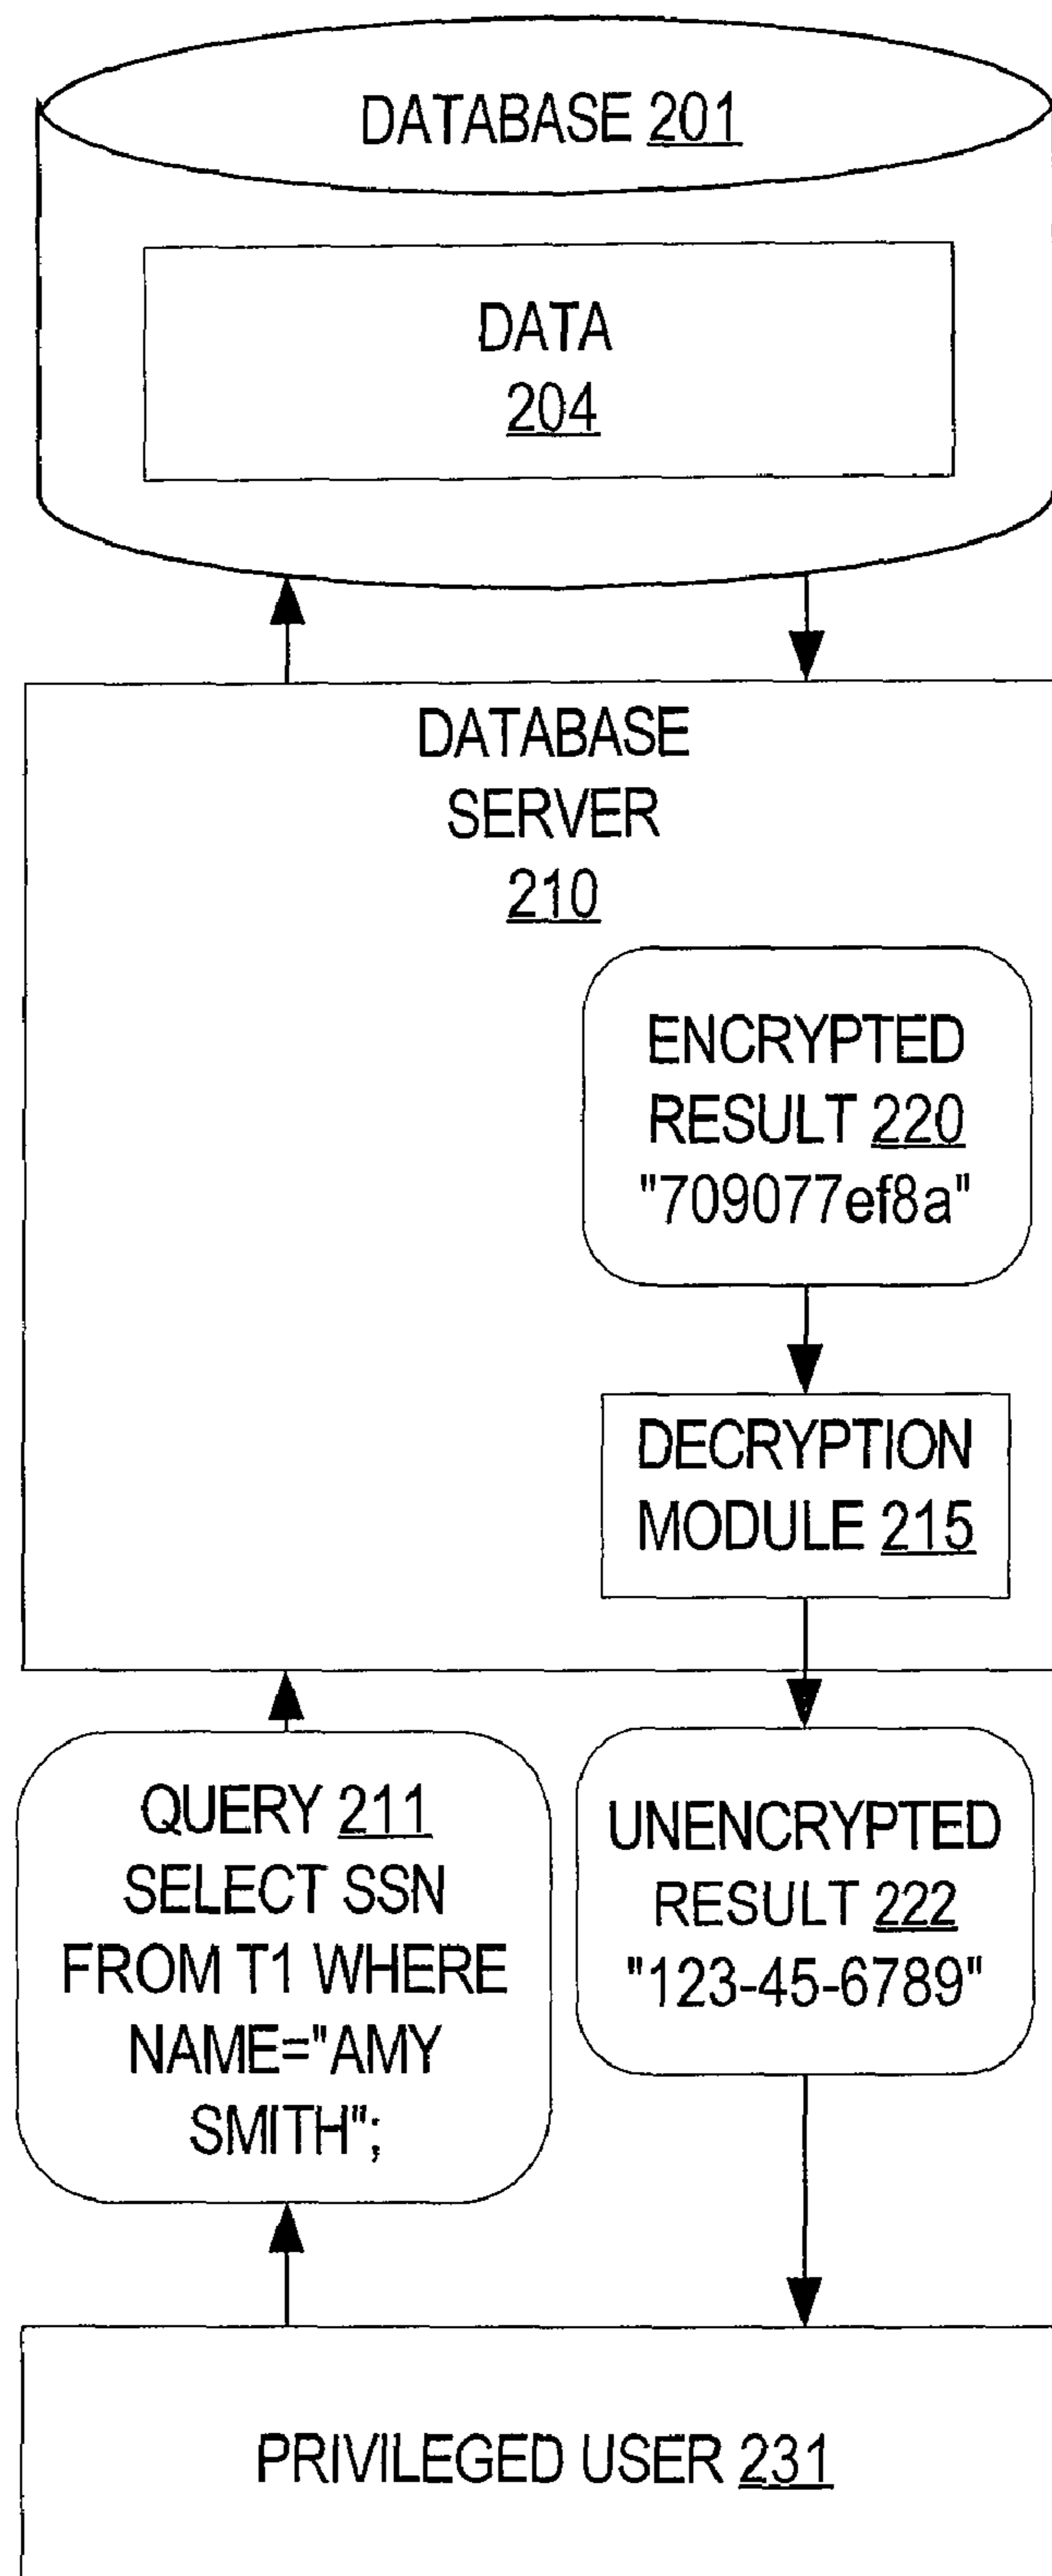 DATABASE 201
DATA
204
DATABASE
SERVER
210
ENCRYPTED
RESULT 220
"709077ef8a"
DECRYPTION
MODULE 215
QUERY 211
SELECT SSN
FROM T1 WHERE
NAME="AMY
SMITH";
UNENCRYPTED
RESULT 222
"123-45-6789"
PRIVILEGED USER 231